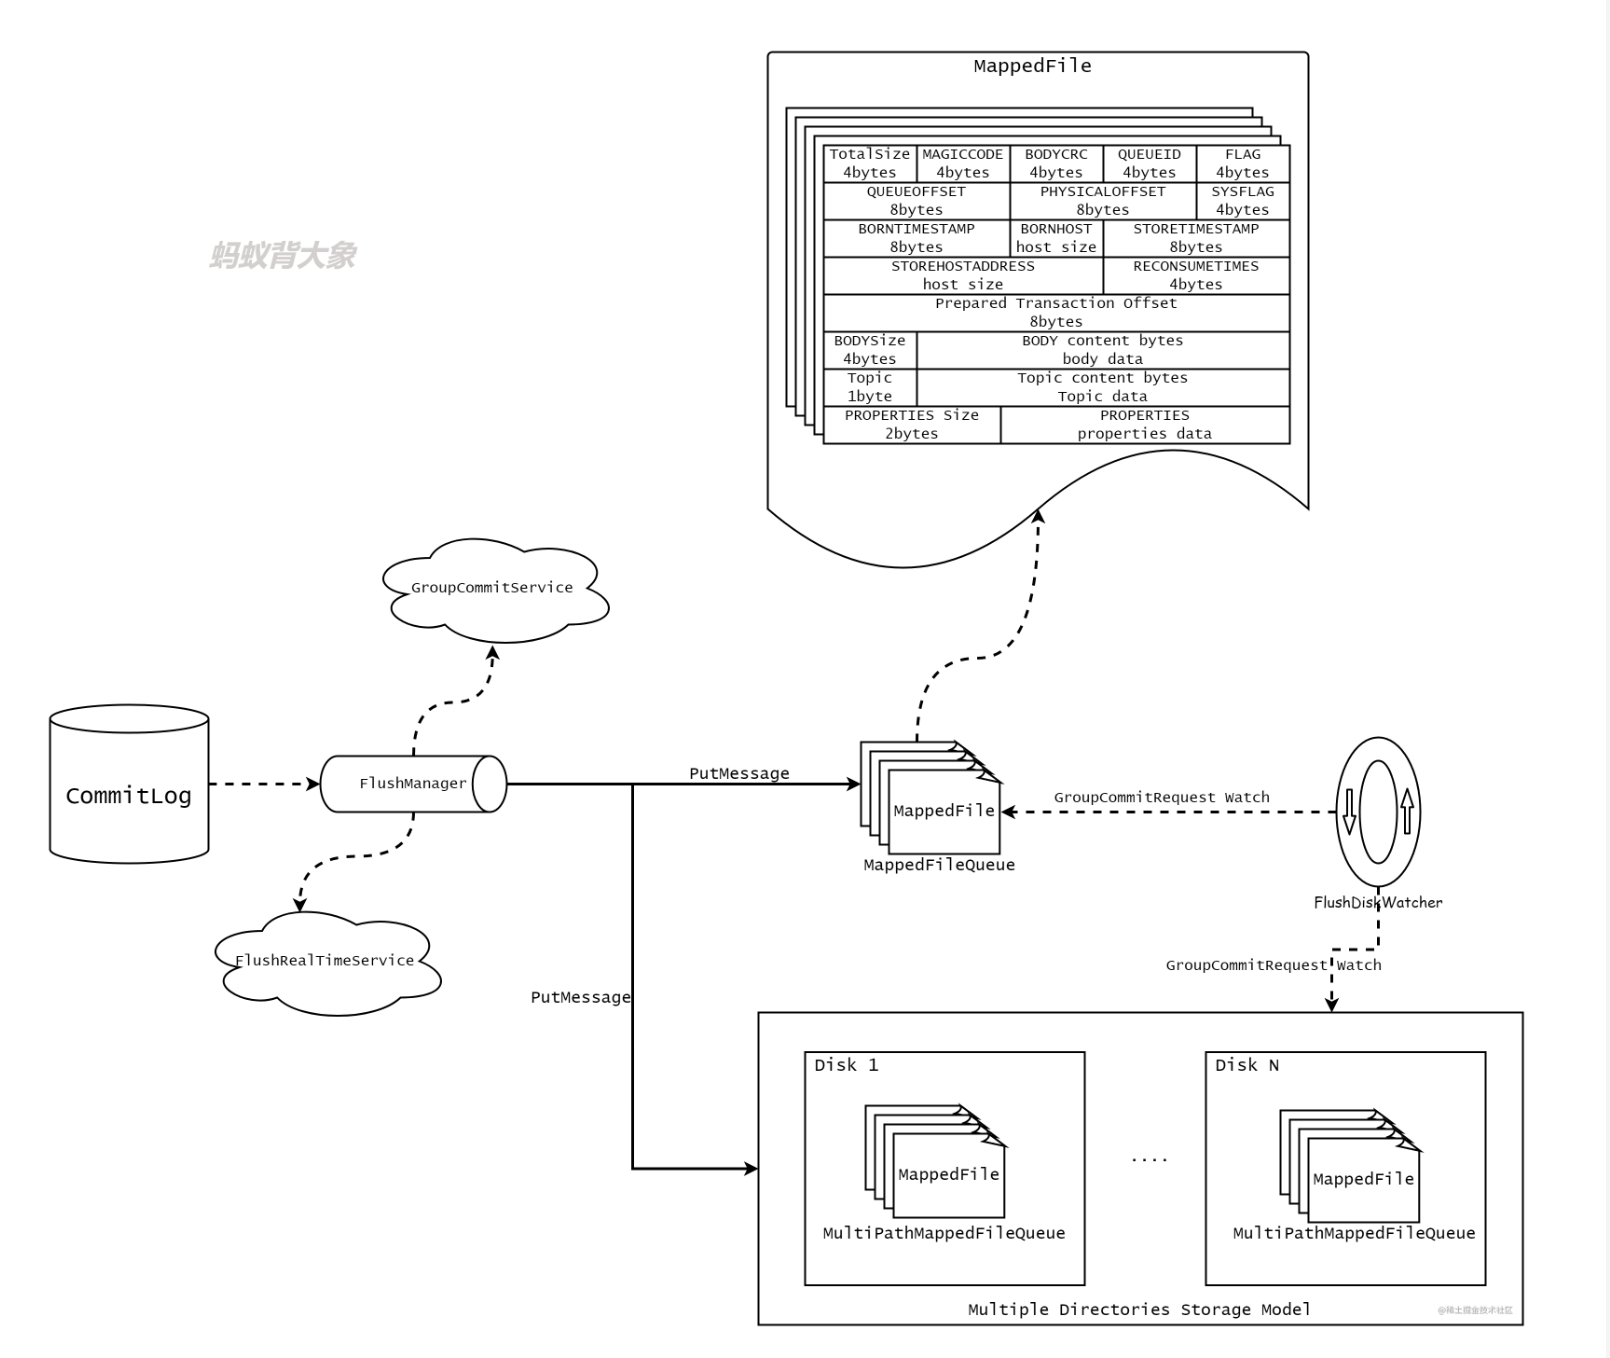 MappedFile
TotalSize MAGICCODE BODYCRC QUEUEID FLAG
4bytes 4bytes 4bytes 4bytes 4bytes
QUEUEOFFSET PHYSICALOFFSET SYSFLAG
8bytes 8bytes 4bytes
BORNTIMESTAMP BORNHOST STORETIMESTAMP
8bytes host size 8bytes
STOREHOSTADDRESS RECONSUMETIMES
host size 4bytes
Prepared Transaction Offset
8bytes
BODYSize BODY content bytes
4bytes body data
Topic Topic content bytes
1byte Topic data
PROPERTIES Size PROPERTIES
2bytes properties data
蚂蚁背大象
GroupCommitService
CommitLog
FlushManager
PutMessage
MappedFile
MappedFileQueue
GroupCommitRequest Watch
FlushDiskWatcher
FlushRealTimeService
GroupCommitRequest Watch
PutMessage
Disk 1
MappedFile
MultiPathMappedFileQueue
....
Disk N
MappedFile
MultiPathMappedFileQueue
Multiple Directories Storage Model
@稀土掘金技术社区